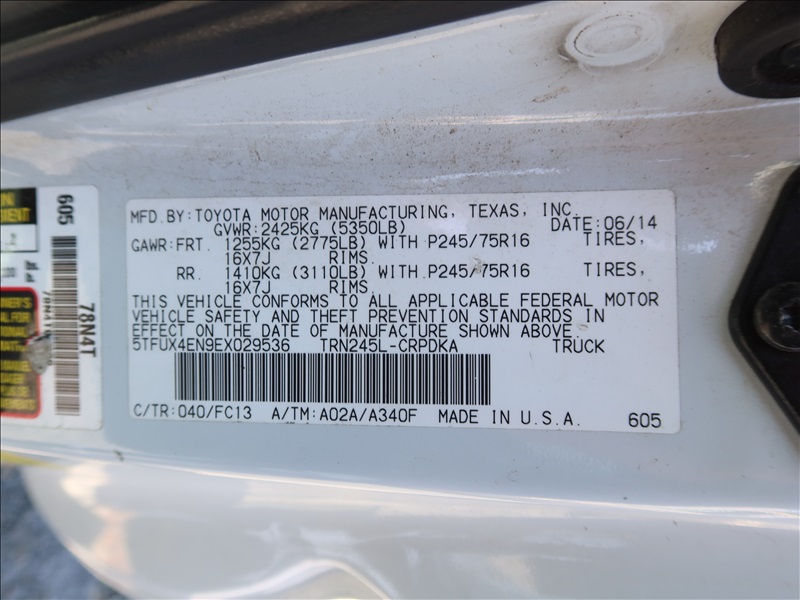 MFD.BY:TOYOTA MOTOR MANUFACTURING, TEXAS, INC.
GVWR:2425KG (5350LB) DATE:06/14
GAWR:FRT. 1255KG (2775LB) WITH P245/75R16 TIRES,
16X7J RIMS.
RR. 1410KG (3110LB) WITH P245/75R16 TIRES,
16X7J RIMS.
THIS VEHICLE CONFORMS TO ALL APPLICABLE FEDERAL MOTOR
VEHICLE SAFETY AND THEFT PREVENTION STANDARDS IN
EFFECT ON THE DATE OF MANUFACTURE SHOWN ABOVE.
5TFUX4EN9EX029536 TRN245L-CRPDKA TRUCK
C/TR:040/FC13 A/TM:A02A/A340F MADE IN U.S.A. 605
605
78N4T